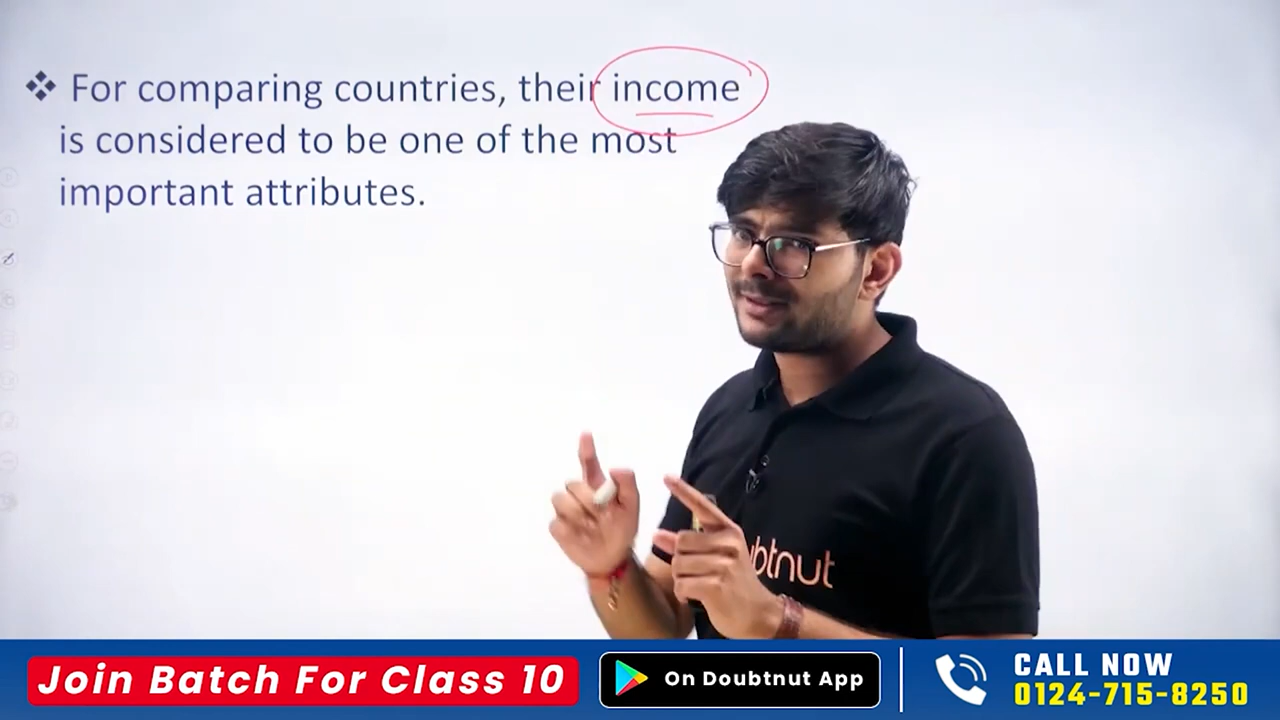 ❖ For comparing countries, their income
is considered to be one of the most
important attributes.
btnut
Join Batch For Class 10
On Doubtnut App
CALL NOW
0124-715-8250